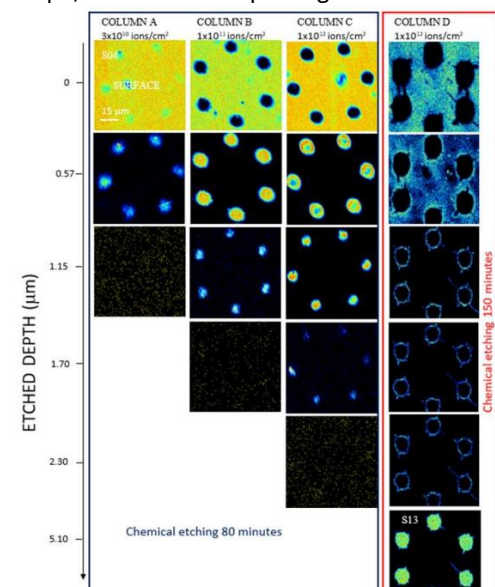 COLUMN A
3x10¹⁰ ions/cm²
COLUMN B
1x10¹¹ ions/cm²
COLUMN C
1x10¹² ions/cm²
COLUMN D
1x10¹² ions/cm²
S04
SURFACE
15 µm
0
0.57
1.15
1.70
2.30
5.10
ETCHED DEPTH (µm)
Chemical etching 80 minutes
Chemical etching 150 minutes
S13